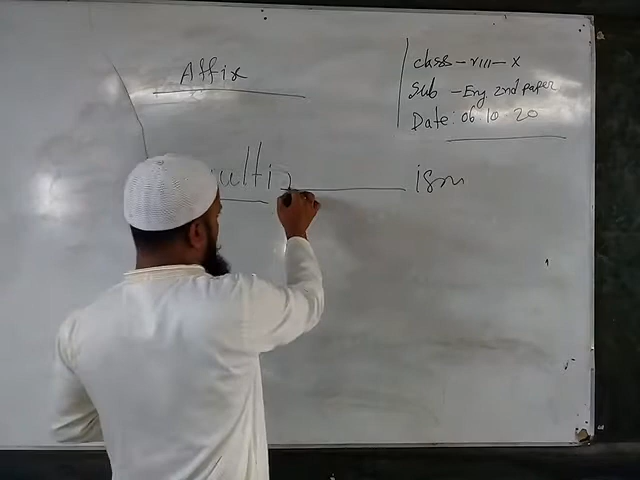 Affix
Class - VIII - X
Sub - Eng 2nd paper
Date: 06.10.20
ulti ism